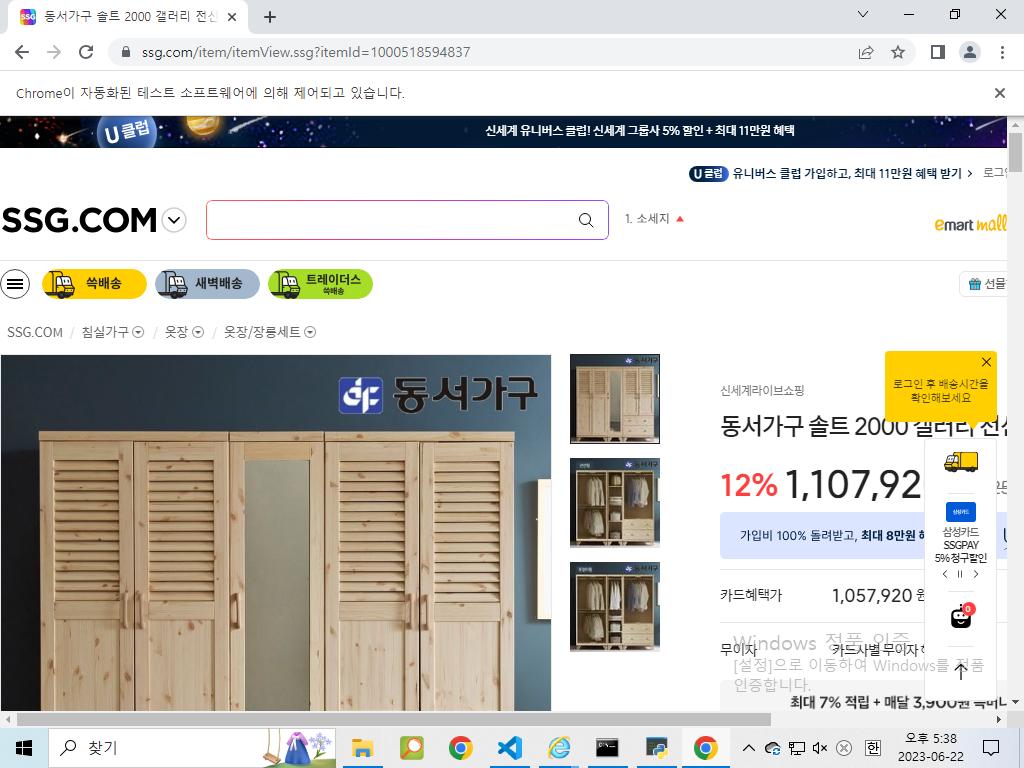 동서가구 솔트 2000 갤러리 전신
ssg.com/item/itemView.ssg?itemId=1000518594837
Chrome이 자동화된 테스트 소프트웨어에 의해 제어되고 있습니다.
U 클럽
신세계 유니버스 클럽! 신세계 그룹사 5% 할인 + 최대 11만원 혜택
U 클럽 유니버스 클럽 가입하고, 최대 11만원 혜택 받기 > 로그인
SSG.COM
1. 소세지
emart mall
쓱배송
새벽배송
트레이더스
쓱배송
선물
SSG.COM / 침실가구 / 옷장 / 옷장/장롱세트
동서가구
로그인 후 배송시간을
확인해보세요
신세계라이브쇼핑
동서가구 솔트 2000 갤러리 전신
12% 1,107,92
가입비 100% 돌려받고, 최대 8만원
삼성카드
삼성카드
SSGPAY
5% 청구할인
카드혜택가 1,057,920 원
0
무이자 카드사별 무이자
Windows 정품 인증
[설정]으로 이동하여 Windows를 정품
인증합니다.
최대 7% 적립 + 매달 3,900원
찾기
오후 5:38
2023-06-22
한